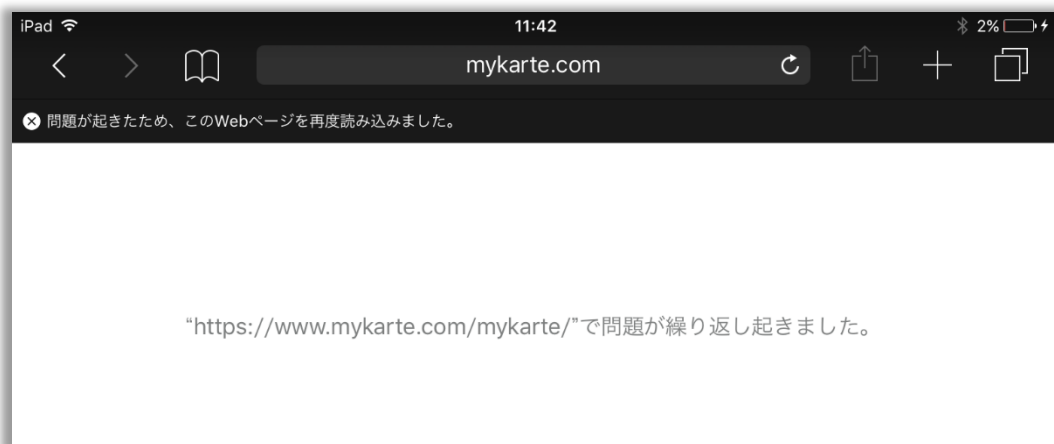 iPad 11:42 2%
mykarte.com
問題が起きたため、このWebページを再度読み込みました。
“https://www.mykarte.com/mykarte/”で問題が繰り返し起きました。